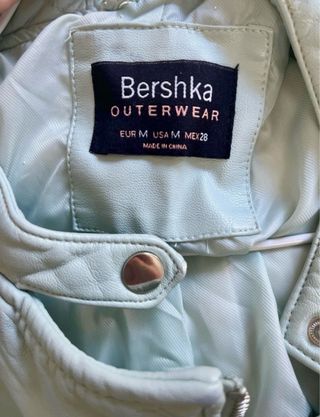 Bershka
OUTERWEAR
EUR M USA M MEX 28
MADE IN CHINA